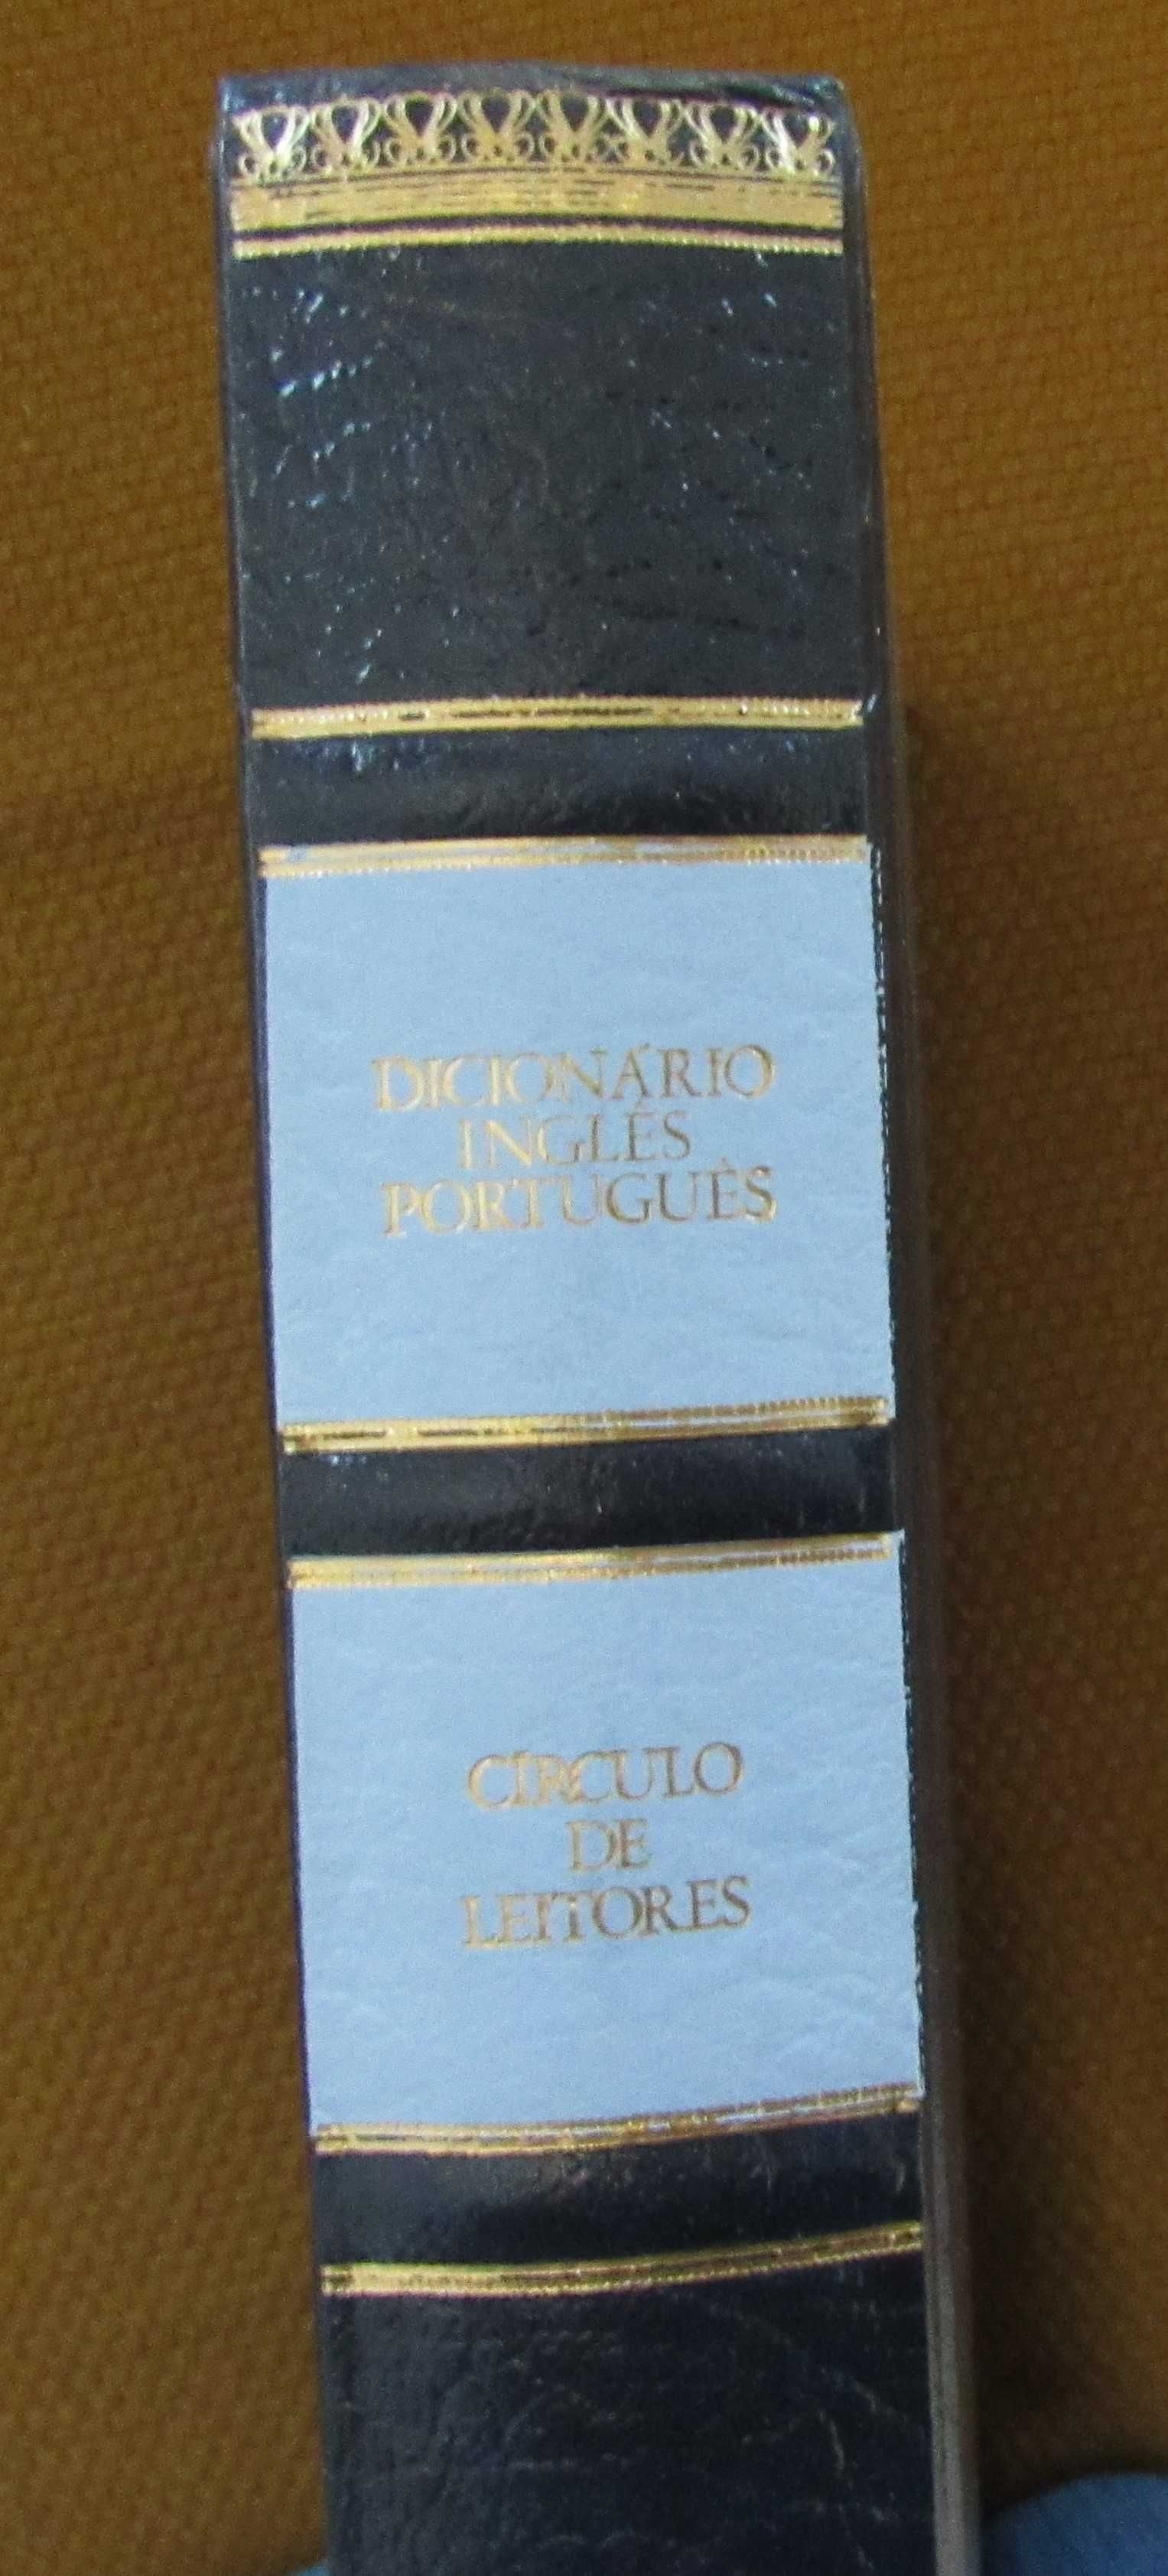 DICIONÁRIO
INGLÊS
PORTUGUÊS
CÍRCULO
DE
LEITORES